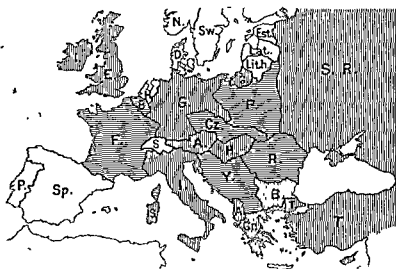 N.
Sw.
Est.
Lat.
Lith
D.
S. R.
E.
G.
P.
Cz.
F.
S
A
H
R.
Y.
P.
Sp.
B
T
A
Gr.
T.
S